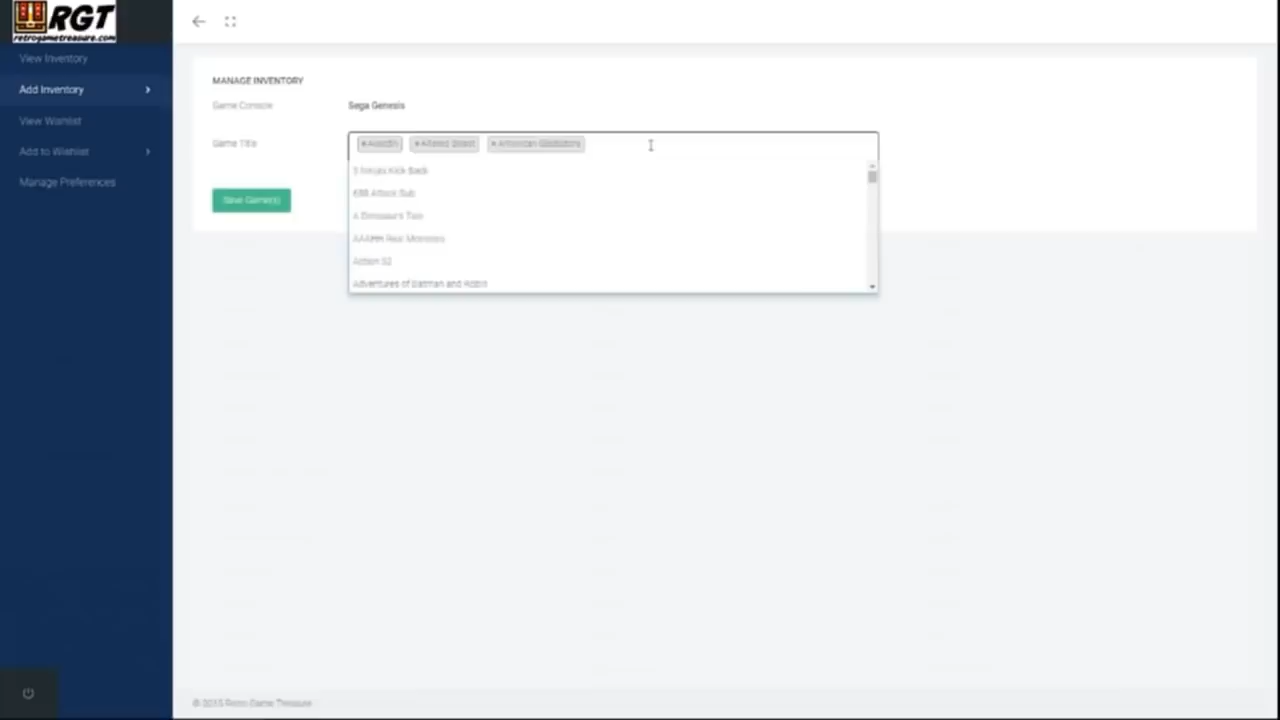 RGT
retrogametreasure.com
View Inventory
Add Inventory
View Wishlist
Add to Wishlist
Manage Preferences
MANAGE INVENTORY
Game Console Sega Genesis
Game Title × Aladdin × Altered Beast × American Gladiators
3 Ninjas Kick Back
688 Attack Sub
A Dinosaur's Tale
AAAHH!!! Real Monsters
Action 52
Adventures of Batman and Robin
Save Game(s)
© 2015 Retro Game Treasure